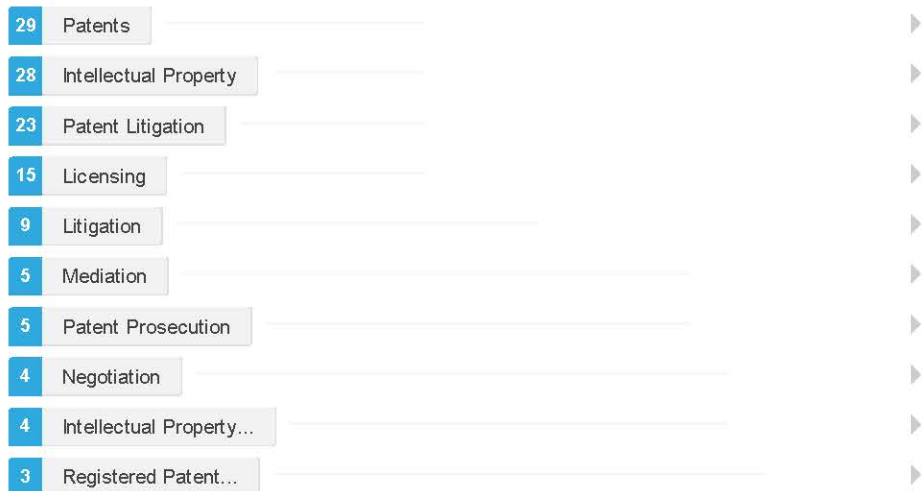 29 Patents
28 Intellectual Property
23 Patent Litigation
15 Licensing
9 Litigation
5 Mediation
5 Patent Prosecution
4 Negotiation
4 Intellectual Property...
3 Registered Patent...